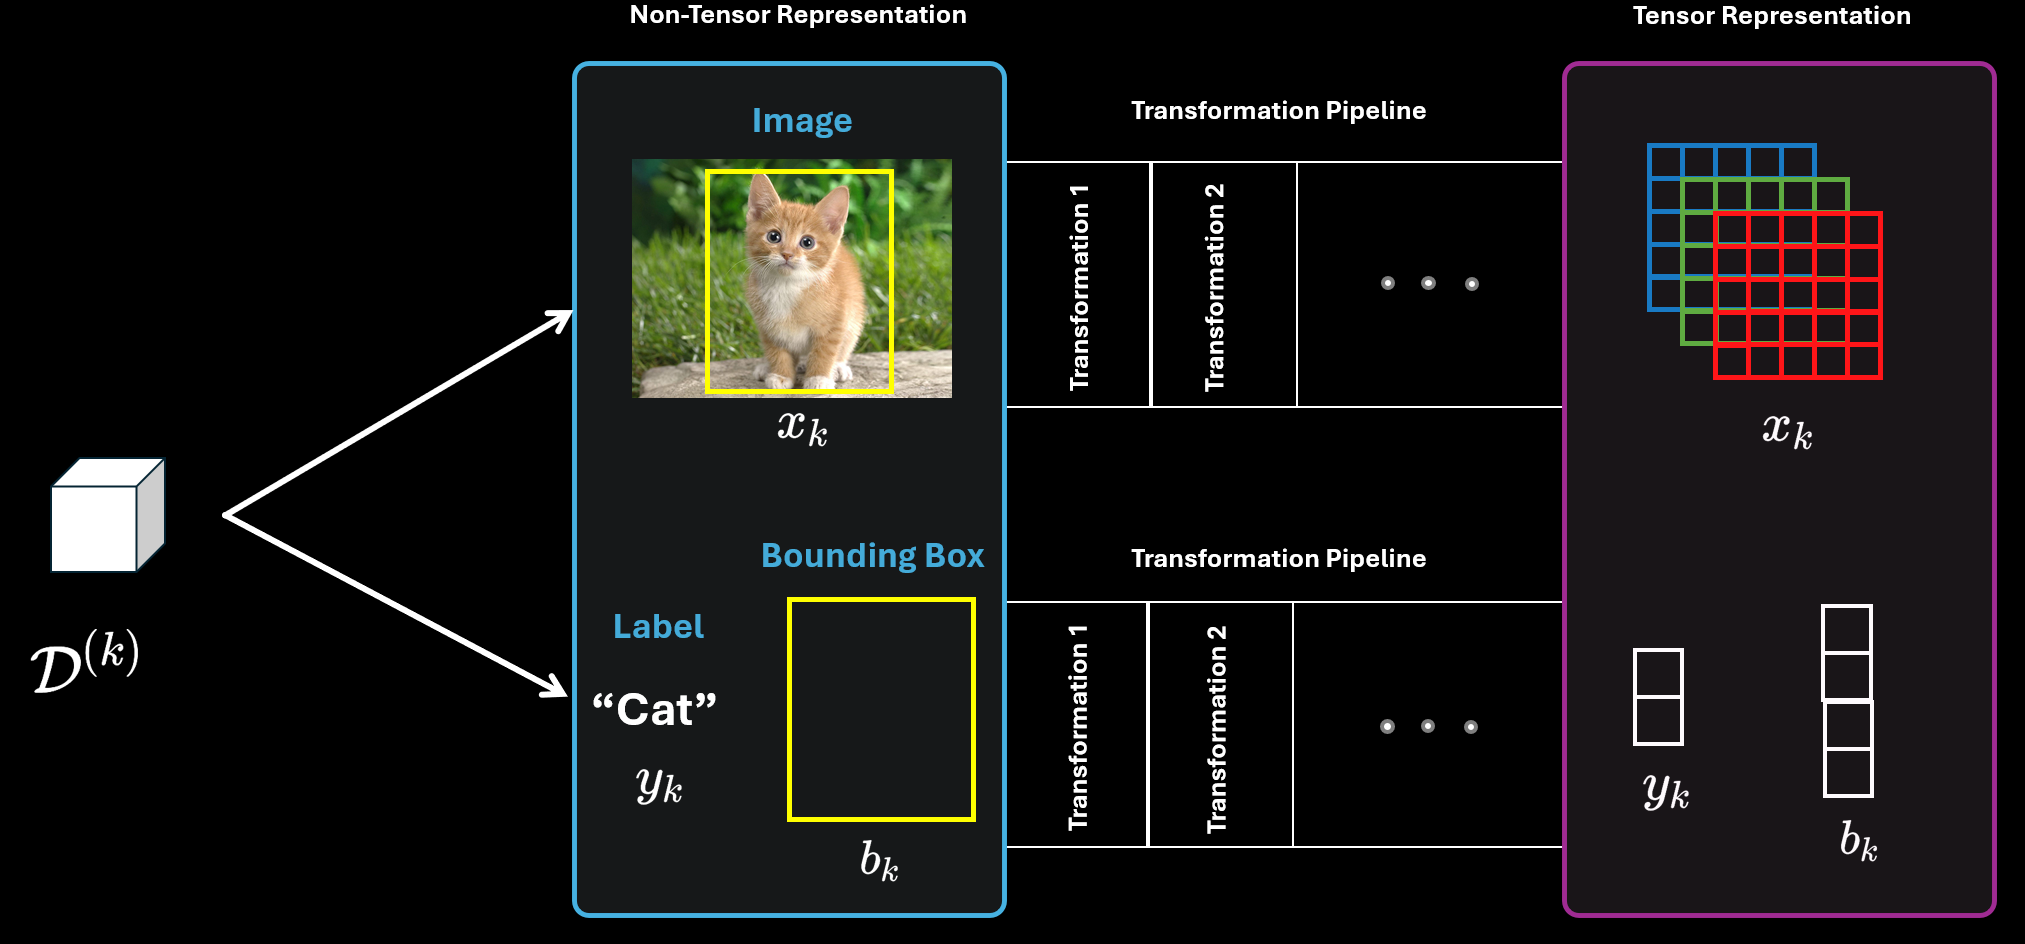 Non-Tensor Representation
Tensor Representation
Image
Transformation Pipeline
Transformation 1
Transformation 2
x_k
x_k
𝒟^(k)
Bounding Box
Label
“Cat”
y_k
b_k
Transformation Pipeline
Transformation 1
Transformation 2
y_k
b_k